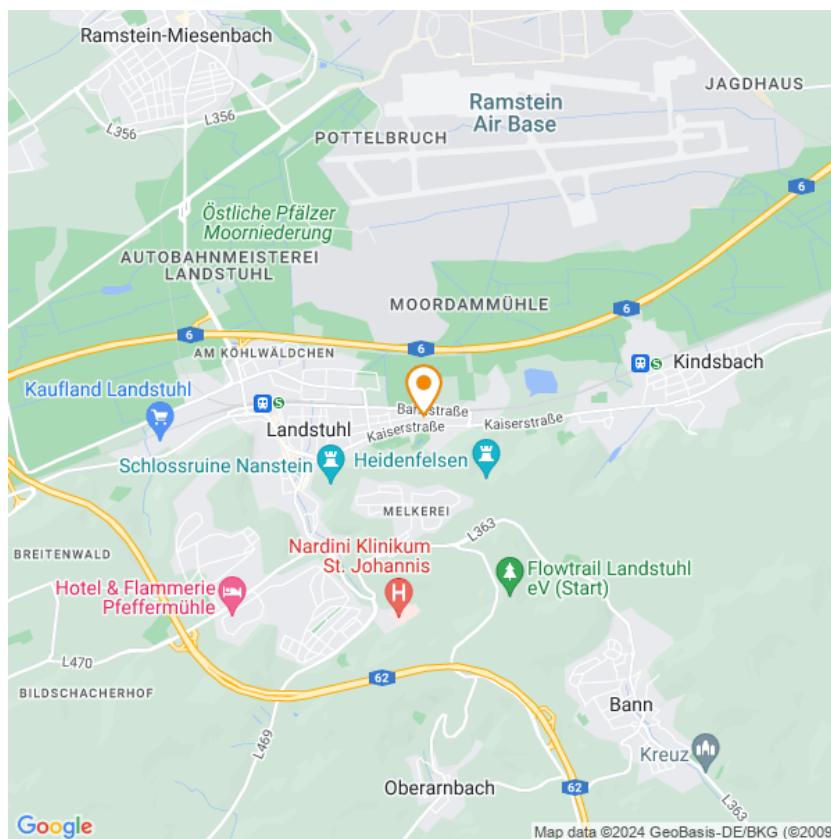 Ramstein-Miesenbach
JAGDHAUS
L356
L356
Ramstein
Air Base
POTTELBRUCH
6
Östliche Pfälzer
Moorniederung
AUTOBAHNMEISTEREI
LANDSTUHL
MOORDAMMÜHLE
6
6
6
AM KOHLWÄLDCHEN
Kindsbach
S
Kaufland Landstuhl
S
Kaiserstraße
Kaiserstraße
Landstuhl
Schlossruine Nanstein
Heidenfelsen
MELKEREI
L363
BREITENWALD
Nardini Klinikum
St. Johannis
H
Flowtrail Landstuhl
eV (Start)
Hotel & Flammerie
Pfeffermühle
L470
62
BILDSCHACHERHOF
Bann
L469
Kreuz
Oberarnbach
62
L363
Google
Map data ©2024 GeoBasis-DE/BKG (©2009